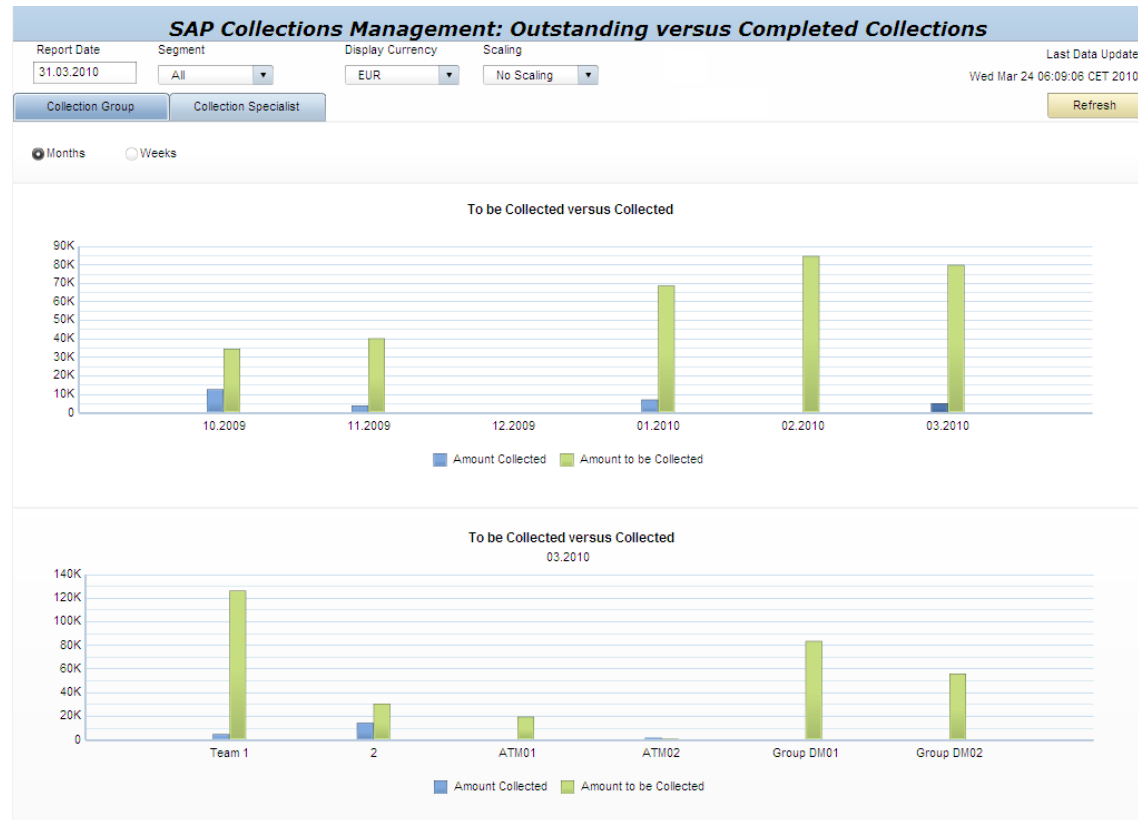 SAP Collections Management: Outstanding versus Completed Collections
Report Date Segment Display Currency Scaling Last Data Update
31.03.2010 All EUR No Scaling Wed Mar 24 06:09:06 CET 2010
Collection Group Collection Specialist Refresh
Months Weeks
To be Collected versus Collected
90K
80K
70K
60K
50K
40K
30K
20K
10K
0
10.2009 11.2009 12.2009 01.2010 02.2010 03.2010
Amount Collected Amount to be Collected
To be Collected versus Collected
03.2010
140K
120K
100K
80K
60K
40K
20K
0
Team 1 2 ATM01 ATM02 Group DM01 Group DM02
Amount Collected Amount to be Collected